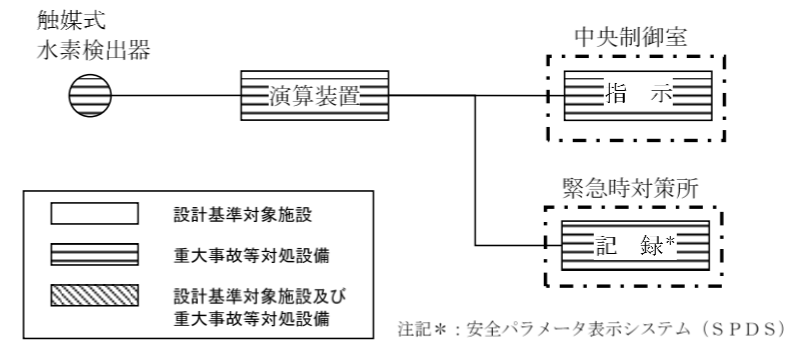 触媒式
水素検出器
演算装置
中央制御室
指　示
緊急時対策所
記　録*
設計基準対象施設
重大事故等対処設備
設計基準対象施設及び
重大事故等対処設備
注記＊：安全パラメータ表示システム（ＳＰＤＳ）